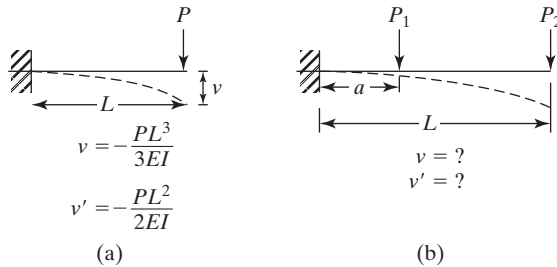 P
v
L
v = −PL³/3EI
v′ = −PL²/2EI
(a)
P₁
P₂
a
L
v = ?
v′ = ?
(b)